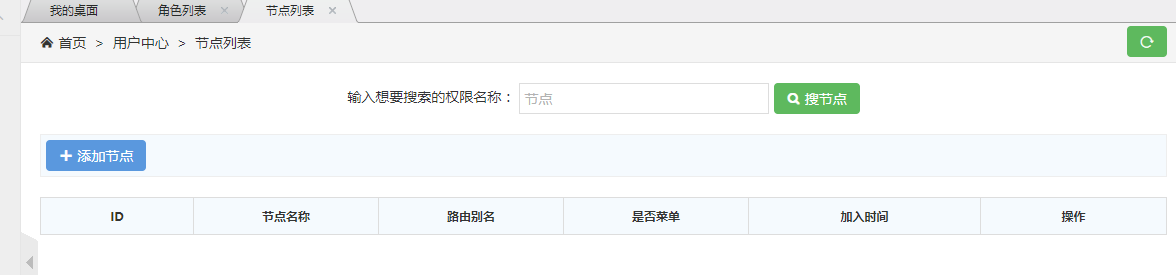 我的桌面 角色列表 节点列表
首页 > 用户中心 > 节点列表
输入想要搜索的权限名称： 节点 搜节点
添加节点
ID 节点名称 路由别名 是否菜单 加入时间 操作